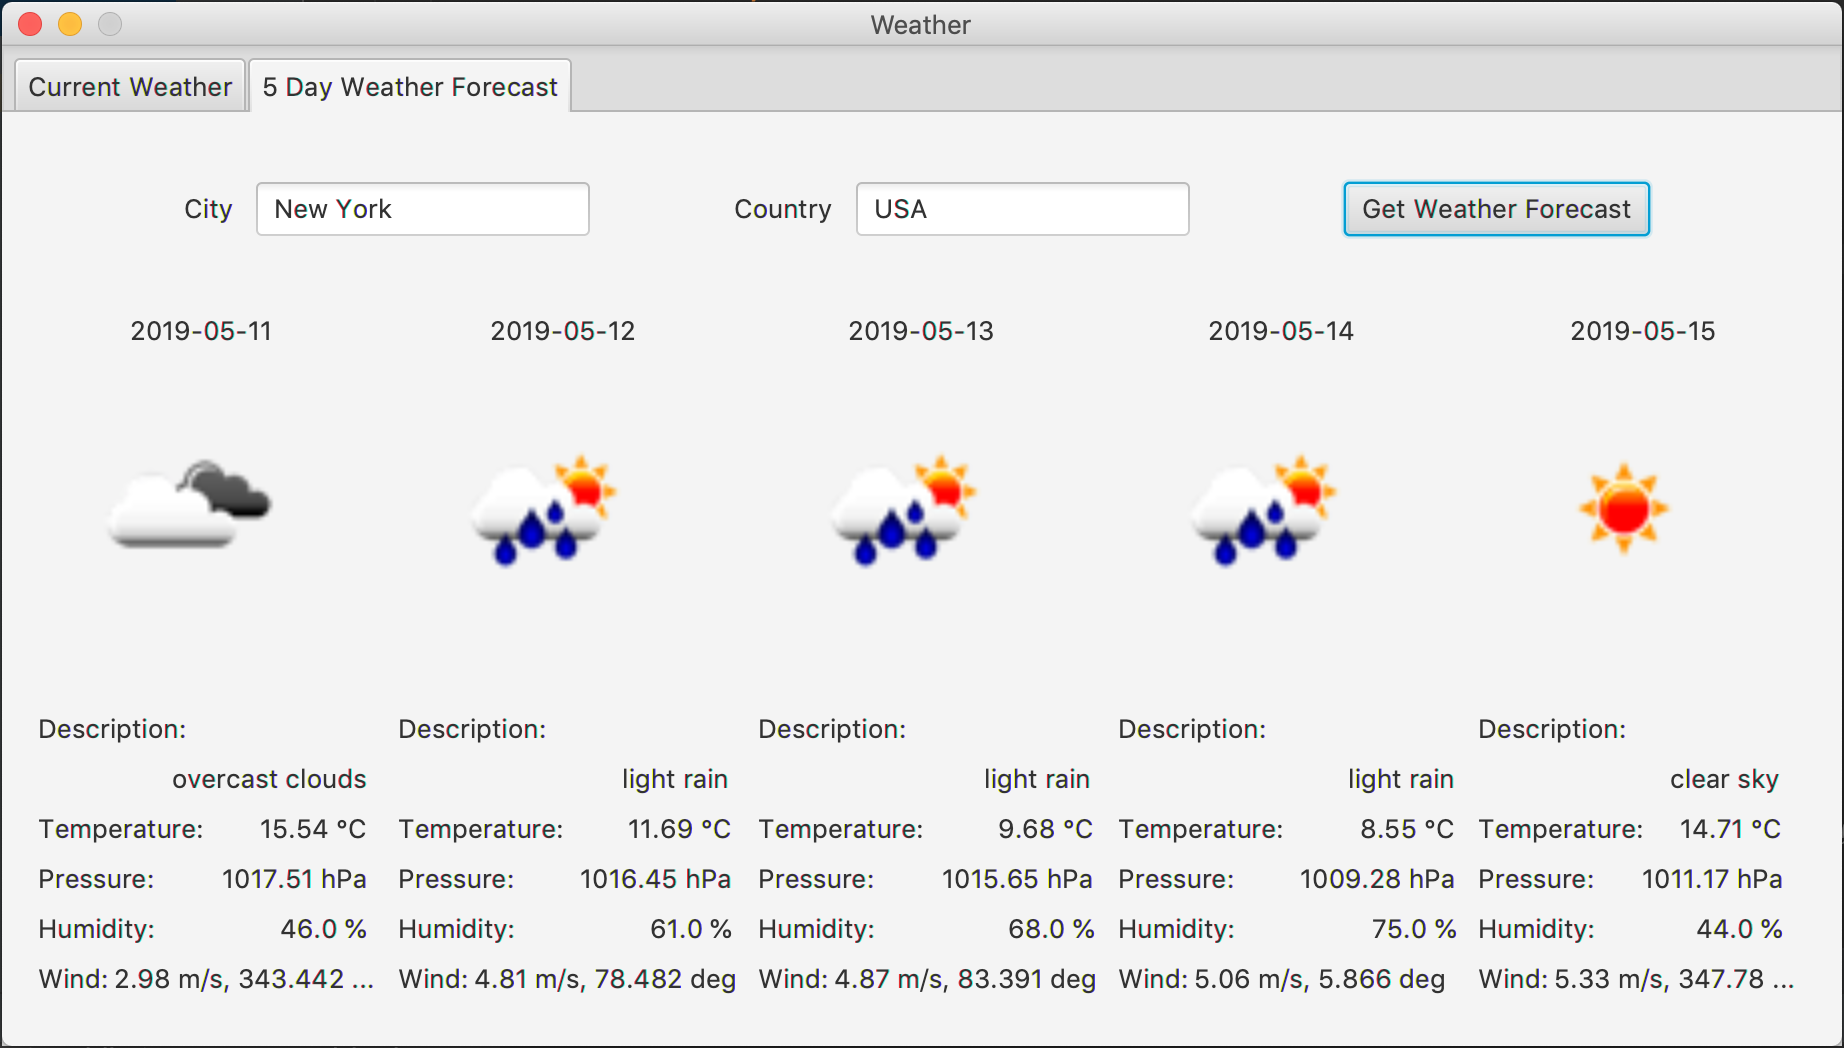 Weather
Current Weather 5 Day Weather Forecast
City New York Country USA Get Weather Forecast
2019-05-11 2019-05-12 2019-05-13 2019-05-14 2019-05-15
Description: Description: Description: Description: Description:
overcast clouds light rain light rain light rain clear sky
Temperature: 15.54 °C Temperature: 11.69 °C Temperature: 9.68 °C Temperature: 8.55 °C Temperature: 14.71 °C
Pressure: 1017.51 hPa Pressure: 1016.45 hPa Pressure: 1015.65 hPa Pressure: 1009.28 hPa Pressure: 1011.17 hPa
Humidity: 46.0 % Humidity: 61.0 % Humidity: 68.0 % Humidity: 75.0 % Humidity: 44.0 %
Wind: 2.98 m/s, 343.442 ... Wind: 4.81 m/s, 78.482 deg Wind: 4.87 m/s, 83.391 deg Wind: 5.06 m/s, 5.866 deg Wind: 5.33 m/s, 347.78 ...